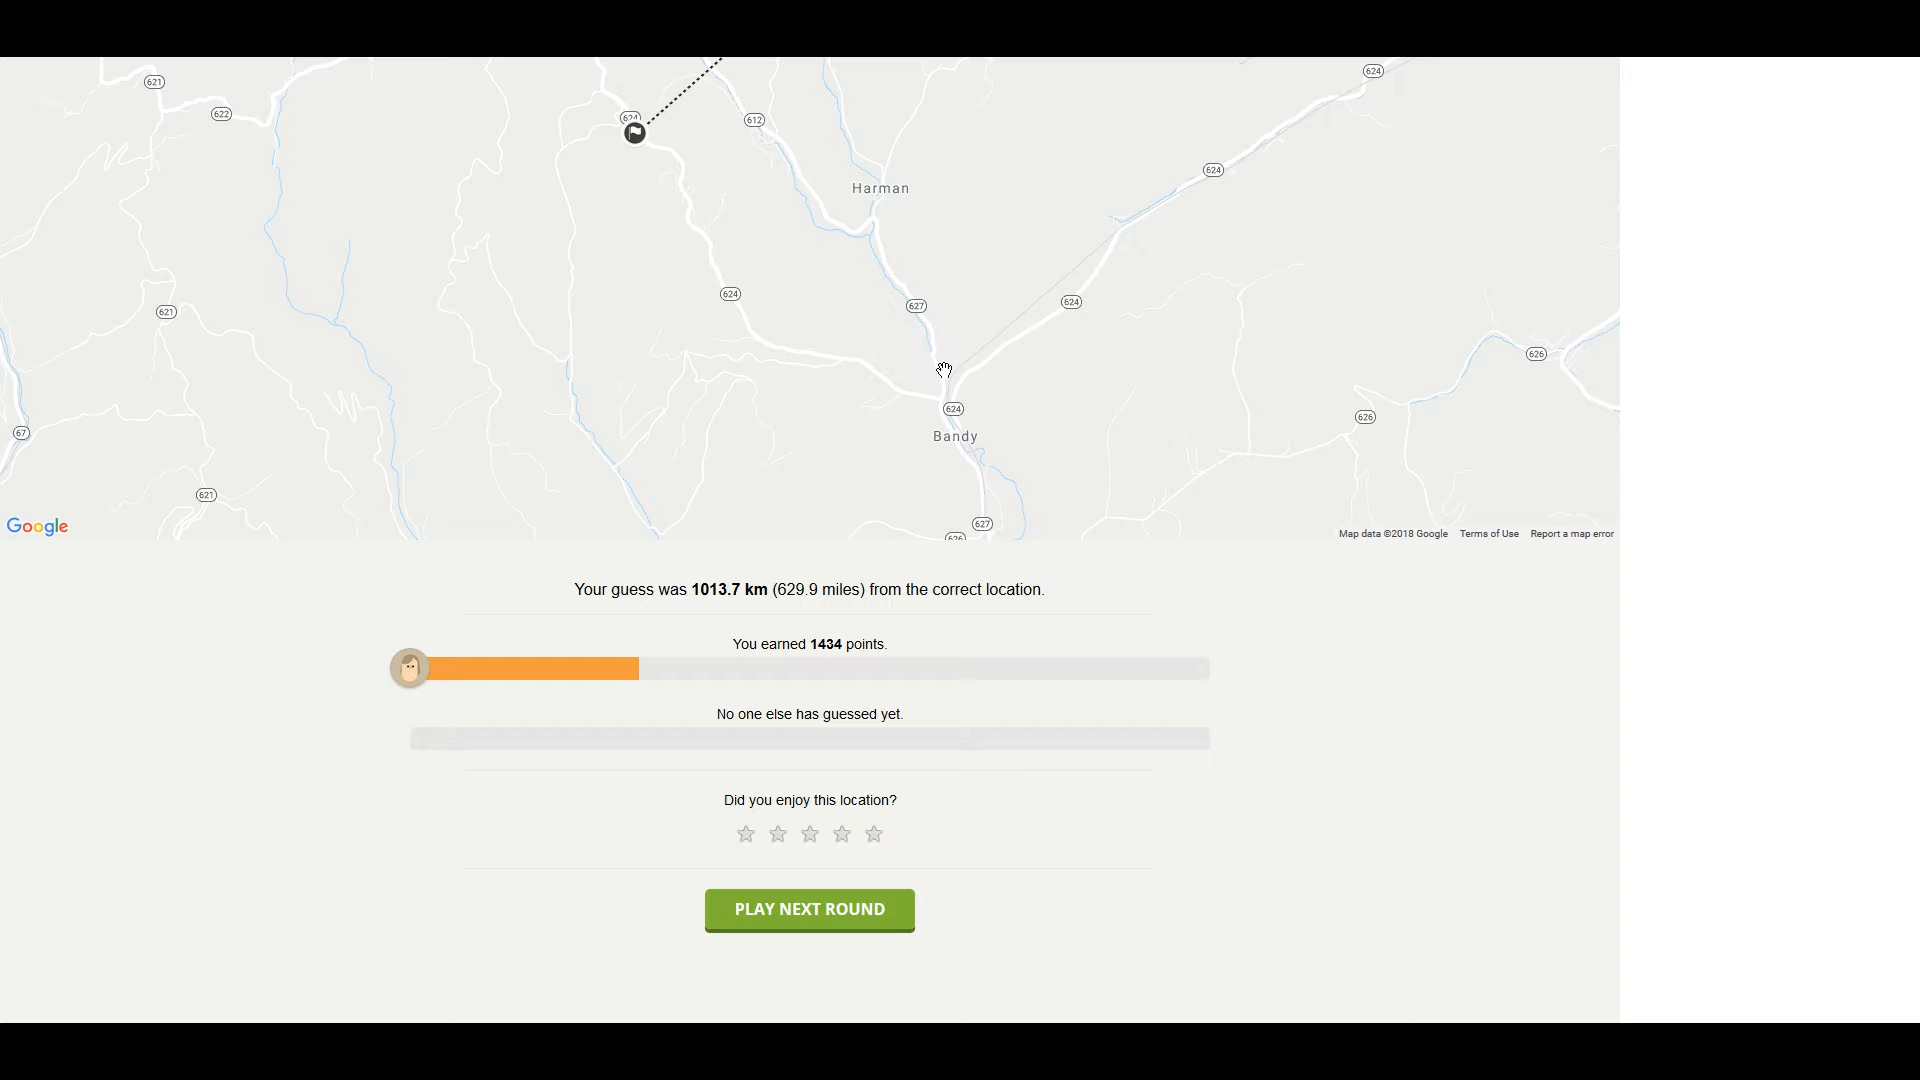 624
621
622
624
612
624
Harman
621
624
627
624
626
67
624
626
Bandy
621
627
626
Google
Map data ©2018 Google Terms of Use Report a map error
Your guess was 1013.7 km (629.9 miles) from the correct location.
You earned 1434 points.
No one else has guessed yet.
Did you enjoy this location?
PLAY NEXT ROUND